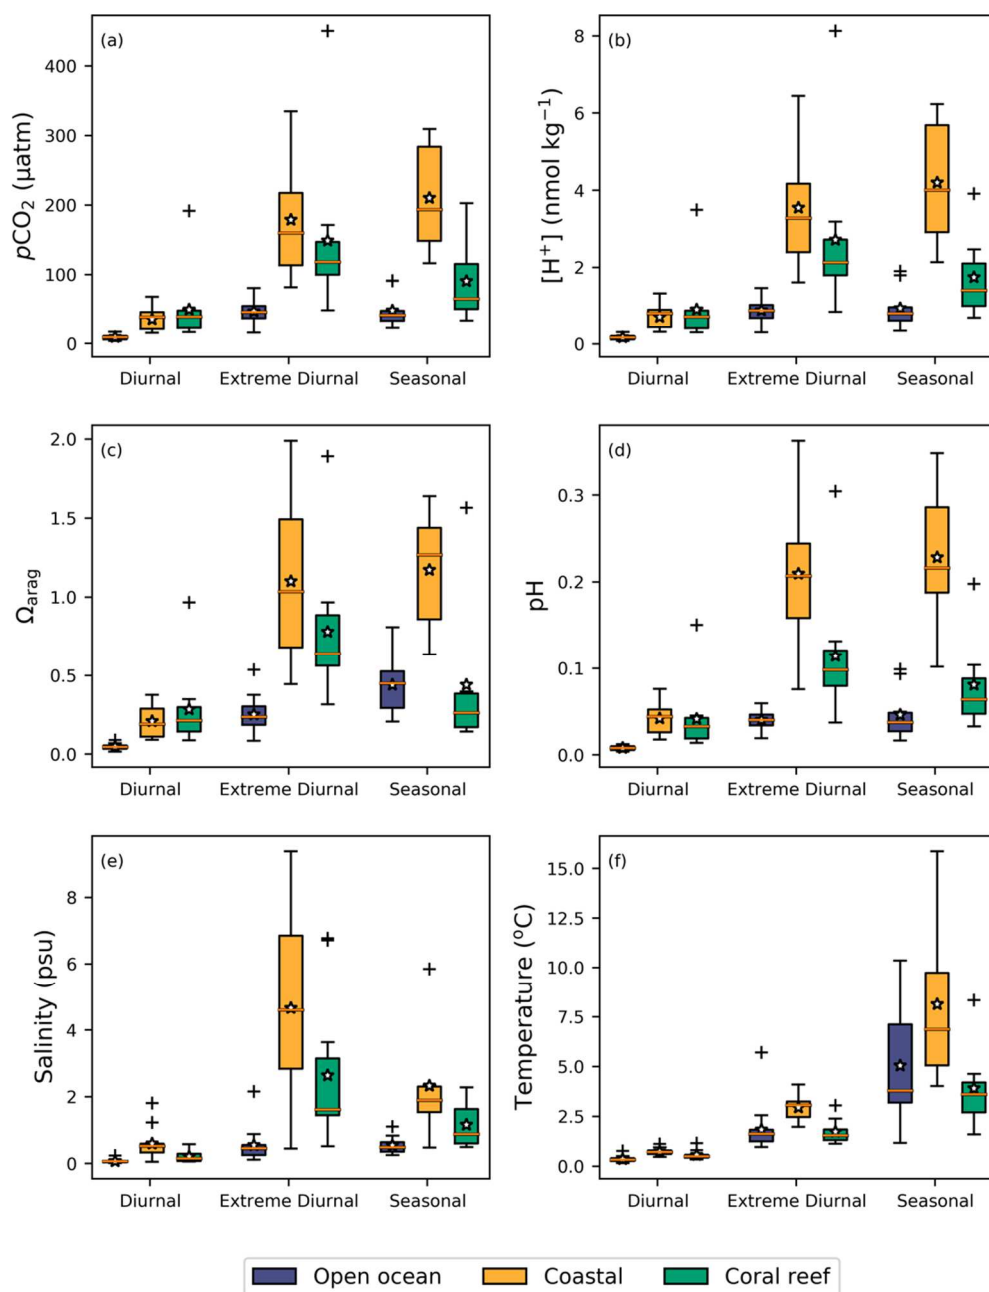 (a)
pCO₂ (µatm)
400
300
200
100
0
Diurnal Extreme Diurnal Seasonal
(b)
[H⁺] (nmol kg⁻¹)
8
6
4
2
0
Diurnal Extreme Diurnal Seasonal
(c)
Ωarag
2.0
1.5
1.0
0.5
0.0
Diurnal Extreme Diurnal Seasonal
(d)
pH
0.3
0.2
0.1
0.0
Diurnal Extreme Diurnal Seasonal
(e)
Salinity (psu)
8
6
4
2
0
Diurnal Extreme Diurnal Seasonal
(f)
Temperature (ᵒC)
15.0
12.5
10.0
7.5
5.0
2.5
0.0
Diurnal Extreme Diurnal Seasonal
Open ocean Coastal Coral reef